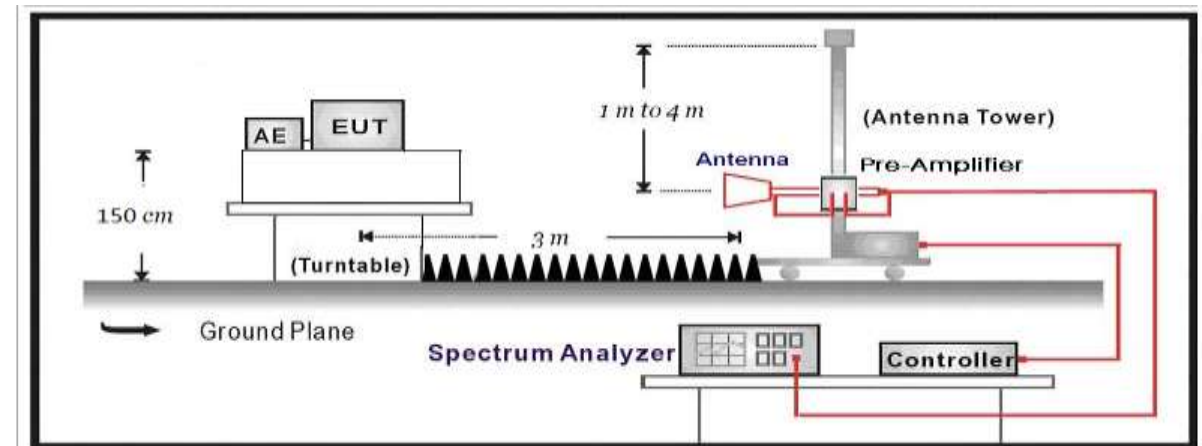 1 m to 4 m
(Antenna Tower)
AE
EUT
Antenna
Pre-Amplifier
150 cm
3 m
(Turntable)
Ground Plane
Spectrum Analyzer
Controller